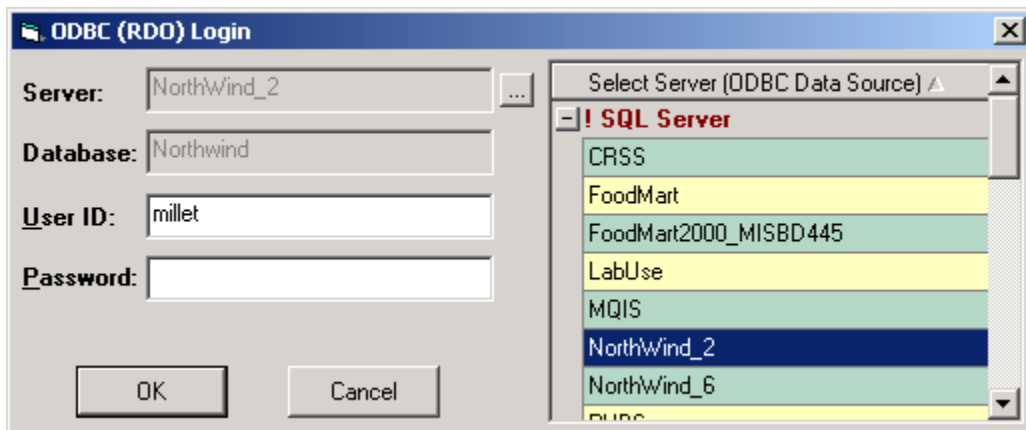 ODBC (RDO) Login
Server: NorthWind_2 ...
Database: Northwind
User ID: millet
Password:
OK Cancel
Select Server (ODBC Data Source)
! SQL Server
CRSS
FoodMart
FoodMart2000_MISBD445
LabUse
MQIS
NorthWind_2
NorthWind_6